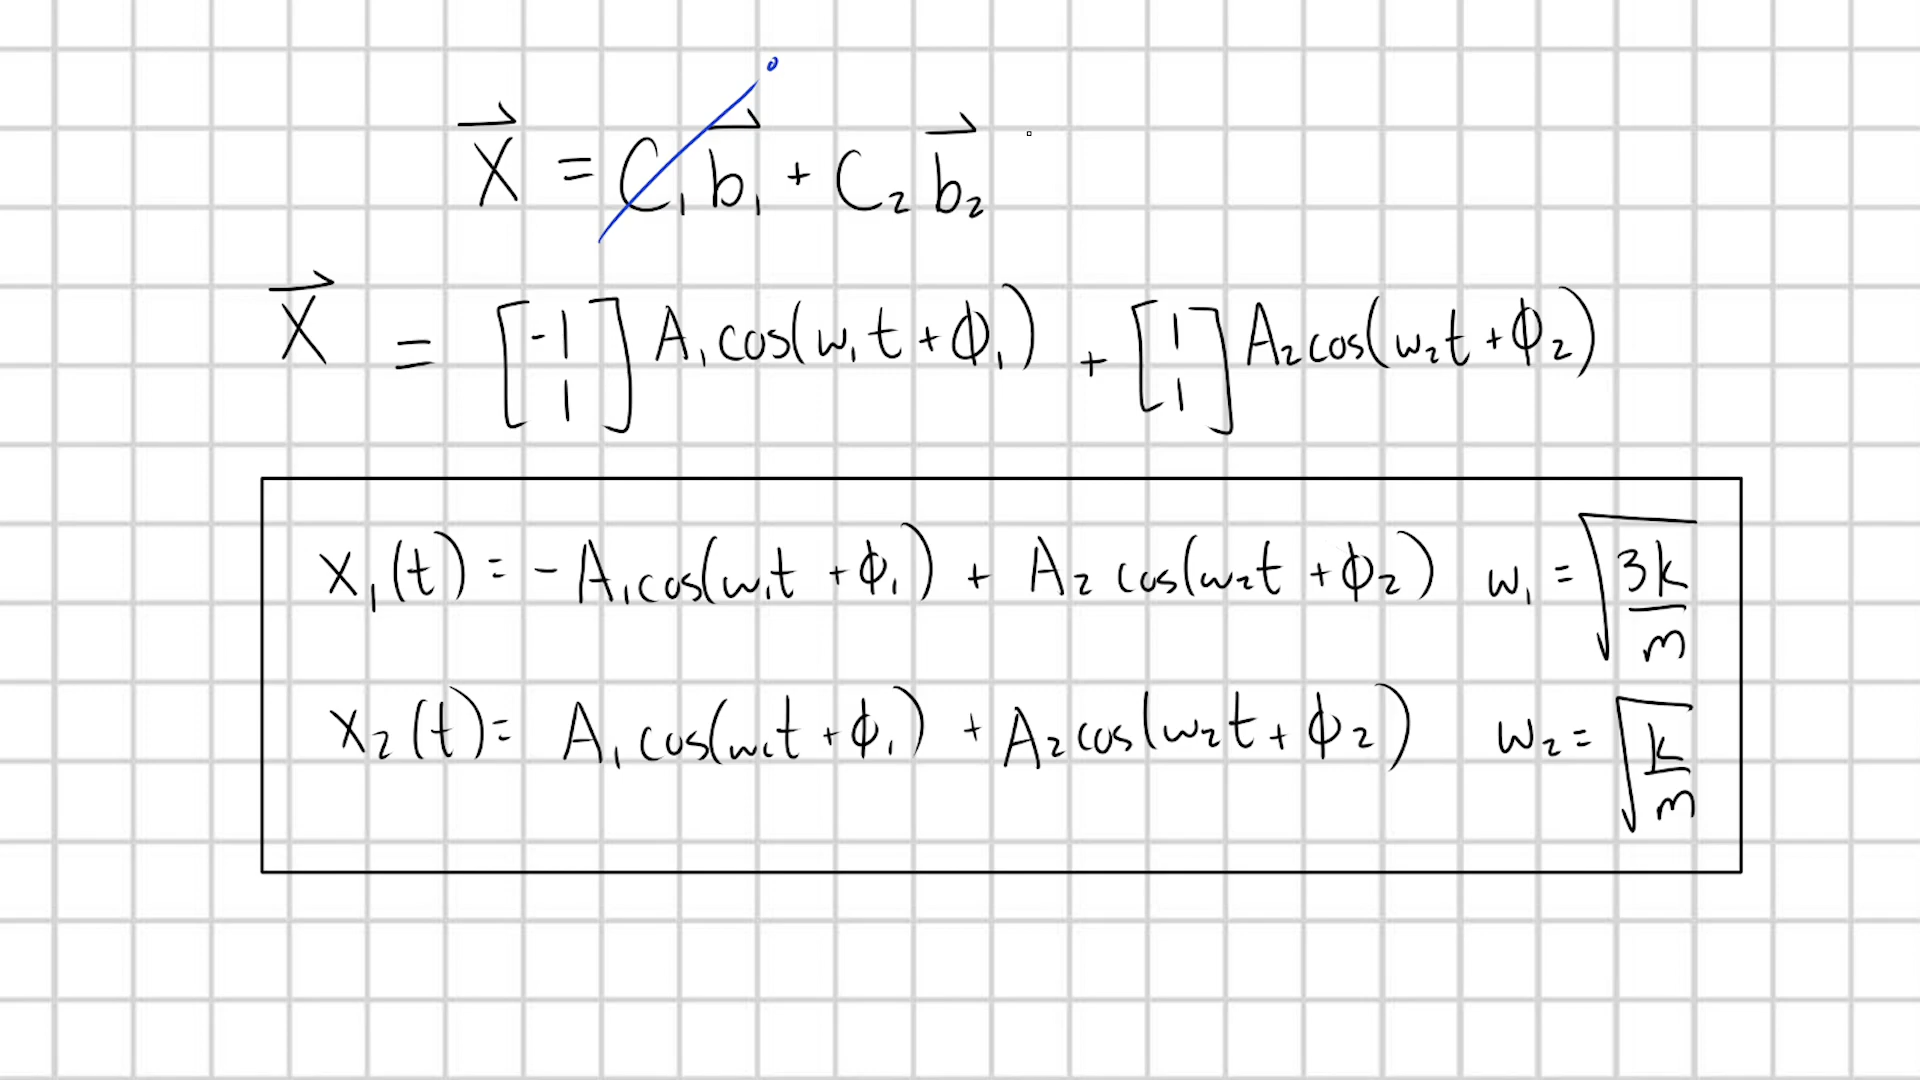 0
X⃗ = C₁b⃗₁ + C₂b⃗₂
X⃗ = [-1 1] A₁cos(w₁t + ϕ₁) + [1 1] A₂cos(w₂t + ϕ₂)
x₁(t) = -A₁cos(w₁t + ϕ₁) + A₂cos(w₂t + ϕ₂) w₁ = √(3k/m)
x₂(t) = A₁cos(w₁t + ϕ₁) + A₂cos(w₂t + ϕ₂) w₂ = √(k/m)